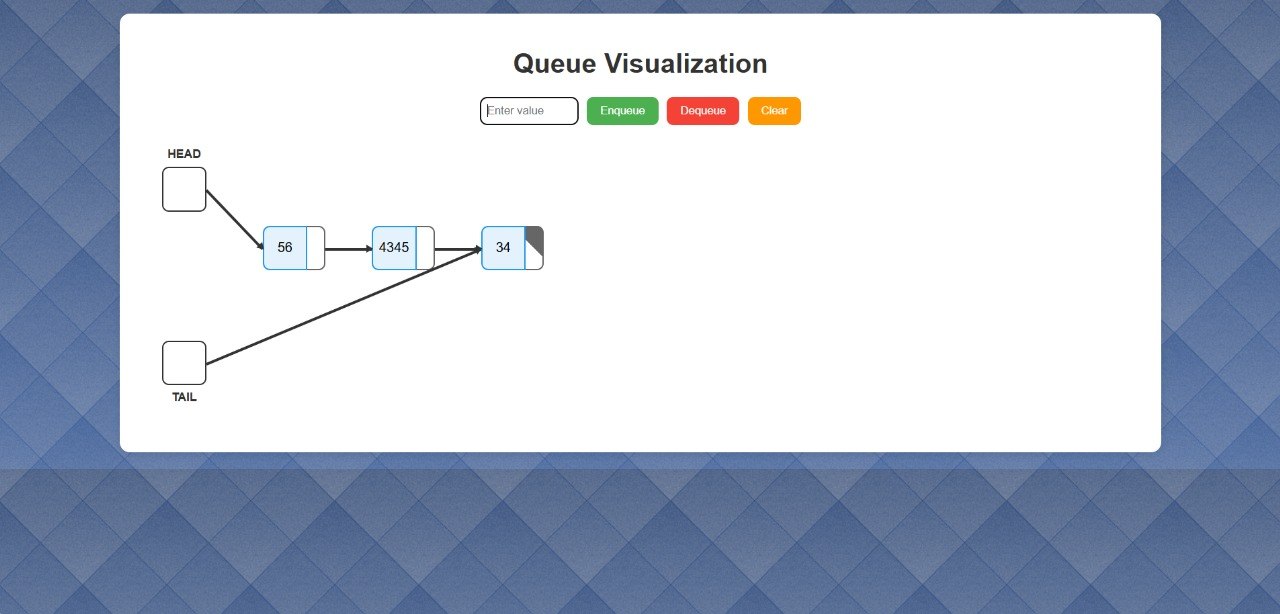 Queue Visualization
Enter value Enqueue Dequeue Clear
HEAD
56 4345 34
TAIL